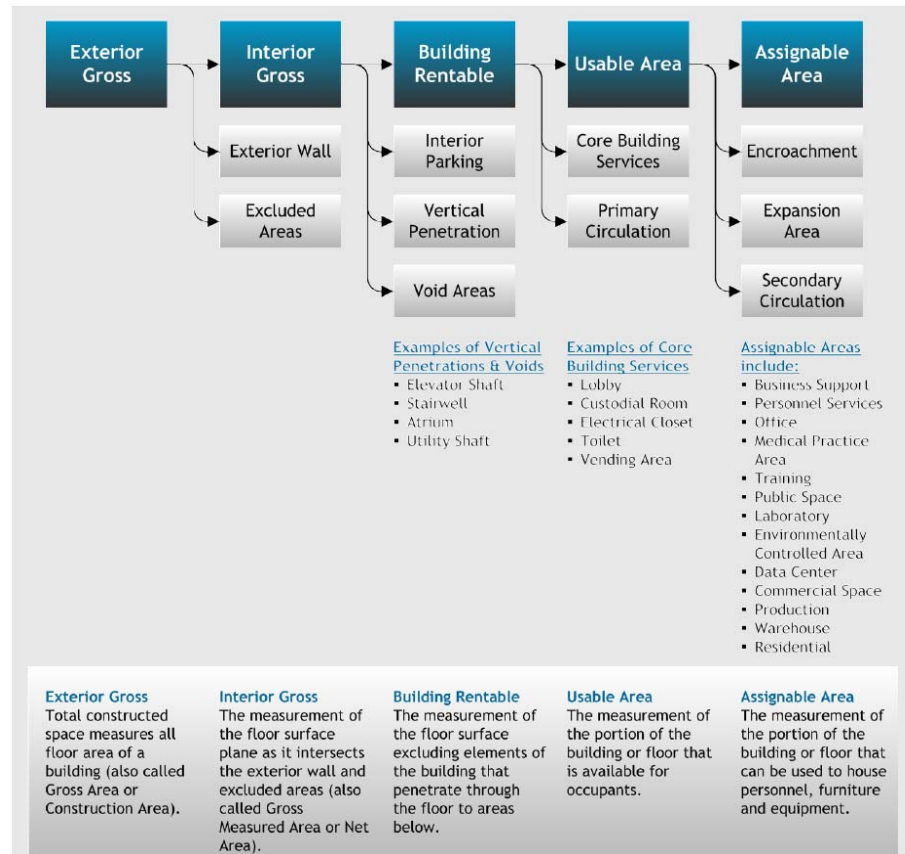 Exterior
Gross
Interior
Gross
Building
Rentable
Usable Area
Assignable
Area
Exterior Wall
Excluded
Areas
Interior
Parking
Vertical
Penetration
Void Areas
Core Building
Services
Primary
Circulation
Encroachment
Expansion
Area
Secondary
Circulation
Examples of Vertical
Penetrations & Voids
▪ Elevator Shaft
▪ Stairwell
▪ Atrium
▪ Utility Shaft
Examples of Core
Building Services
▪ Lobby
▪ Custodial Room
▪ Electrical Closet
▪ Toilet
▪ Vending Area
Assignable Areas
include:
▪ Business Support
▪ Personnel Services
▪ Office
▪ Medical Practice
Area
▪ Training
▪ Public Space
▪ Laboratory
▪ Environmentally
Controlled Area
▪ Data Center
▪ Commercial Space
▪ Production
▪ Warehouse
▪ Residential
Exterior Gross
Total constructed
space measures all
floor area of a
building (also called
Gross Area or
Construction Area).
Interior Gross
The measurement of
the floor surface
plane as it intersects
the exterior wall and
excluded areas (also
called Gross
Measured Area or Net
Area).
Building Rentable
The measurement of
the floor surface
excluding elements of
the building that
penetrate through
the floor to areas
below.
Usable Area
The measurement of
the portion of the
building or floor that
is available for
occupants.
Assignable Area
The measurement of
the portion of the
building or floor that
can be used to house
personnel, furniture
and equipment.